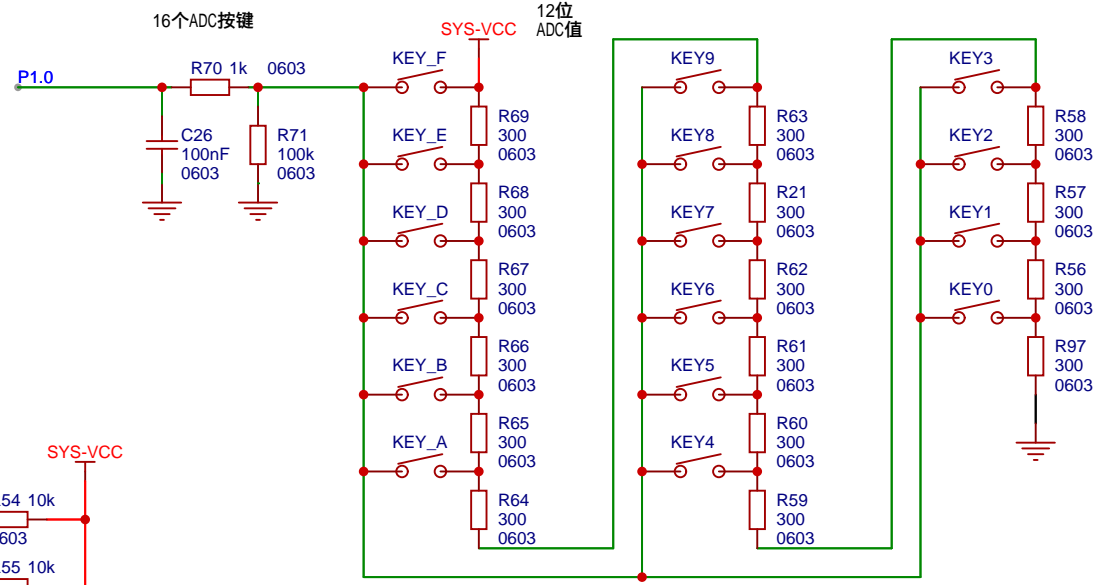 16个ADC按键
12位
ADC值
SYS-VCC
P1.0
R70 1k 0603
C26
100nF
0603
R71
100k
0603
KEY_F
KEY_E
KEY_D
KEY_C
KEY_B
KEY_A
R69
300
0603
R68
300
0603
R67
300
0603
R66
300
0603
R65
300
0603
R64
300
0603
KEY9
KEY8
KEY7
KEY6
KEY5
KEY4
R63
300
0603
R21
300
0603
R62
300
0603
R61
300
0603
R60
300
0603
R59
300
0603
KEY3
KEY2
KEY1
KEY0
R58
300
0603
R57
300
0603
R56
300
0603
R97
300
0603
SYS-VCC
54 10k
603
55 10k